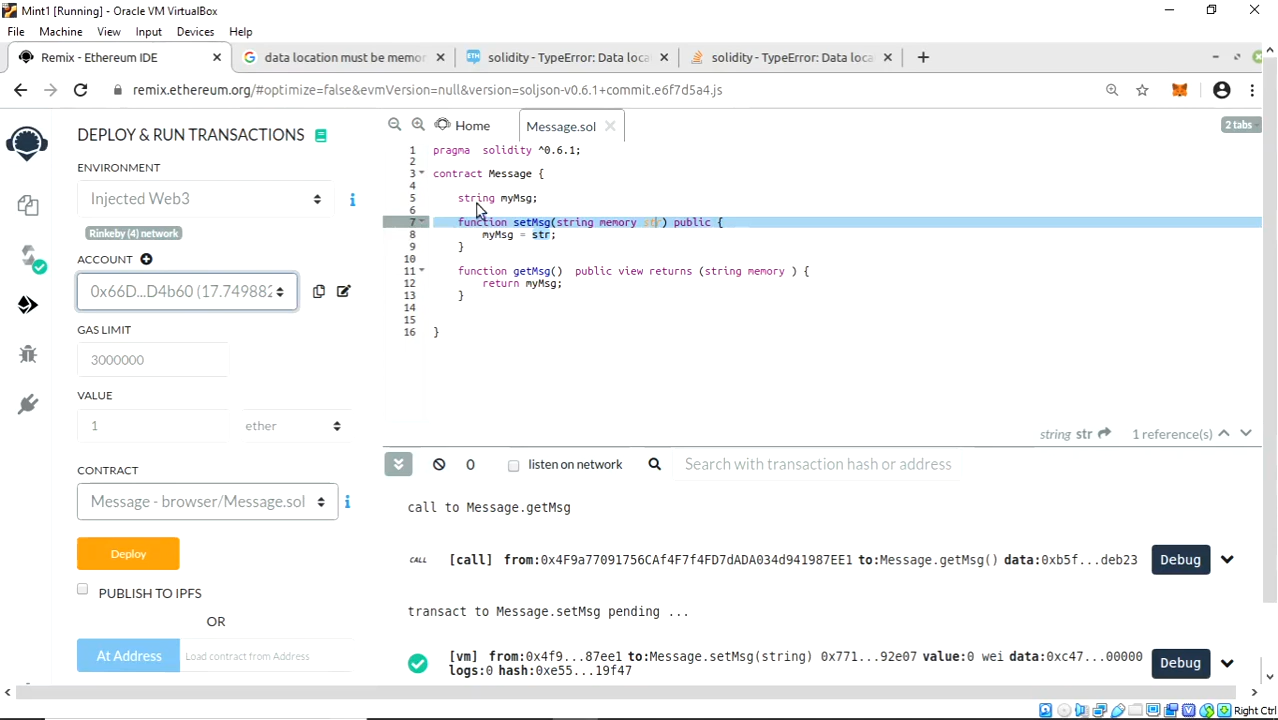 Mint1 [Running] - Oracle VM VirtualBox
File Machine View Input Devices Help
Remix - Ethereum IDE
data location must be memor
solidity - TypeError: Data loca
solidity - TypeError: Data loca
remix.ethereum.org/#optimize=false&evmVersion=null&version=soljson-v0.6.1+commit.e6f7d5a4.js
DEPLOY & RUN TRANSACTIONS
ENVIRONMENT
Injected Web3
Rinkeby (4) network
ACCOUNT
0x66D...D4b60 (17.749882
GAS LIMIT
3000000
VALUE
1 ether
CONTRACT
Message - browser/Message.sol
Deploy
PUBLISH TO IPFS
OR
At Address Load contract from Address
Home Message.sol
2 tabs
1 pragma solidity ^0.6.1;
2
3 contract Message {
4
5 string myMsg;
6
7 function setMsg(string memory str) public {
8 myMsg = str;
9 }
10
11 function getMsg() public view returns (string memory ) {
12 return myMsg;
13 }
14
15
16 }
string str 1 reference(s)
0 listen on network Search with transaction hash or address
call to Message.getMsg
CALL [call] from:0x4F9a77091756CAf4F7f4FD7dADA034d941987EE1 to:Message.getMsg() data:0xb5f...deb23 Debug
transact to Message.setMsg pending ...
[vm] from:0x4f9...87ee1 to:Message.setMsg(string) 0x771...92e07 value:0 wei data:0xc47...00000 Debug
logs:0 hash:0xe55...19f47
Right Ctrl